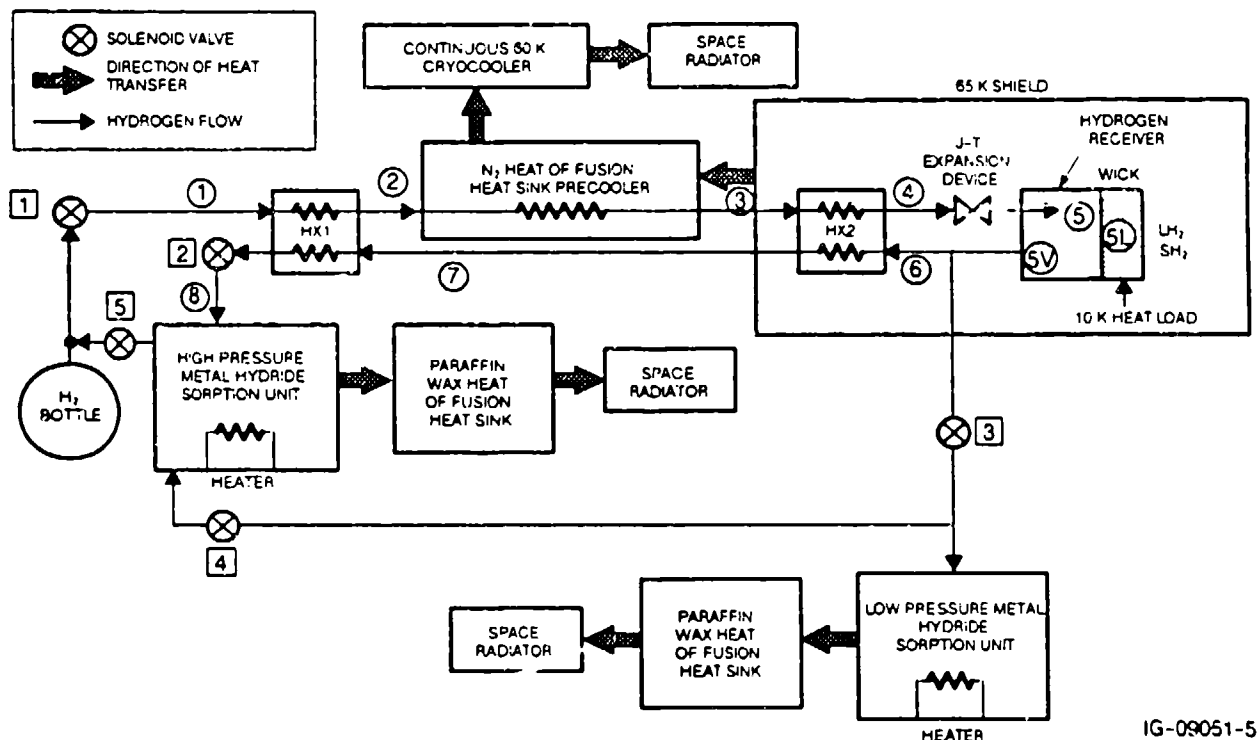 SOLENOID VALVE
DIRECTION OF HEAT
TRANSFER
HYDROGEN FLOW
CONTINUOUS 60 K
CRYOCOOLER
SPACE
RADIATOR
65 K SHIELD
HYDROGEN
RECEIVER
J-T
EXPANSION
DEVICE
WICK
N₂ HEAT OF FUSION
HEAT SINK PRECOOLER
1
1
2
3
4
5
5L
5V
LH₂
SH₂
HX1
HX2
2
7
6
10 K HEAT LOAD
8
5
HIGH PRESSURE
METAL HYDRIDE
SORPTION UNIT
HEATER
H₂
BOTTLE
PARAFFIN
WAX HEAT
OF FUSION
HEAT SINK
SPACE
RADIATOR
3
4
SPACE
RADIATOR
PARAFFIN
WAX HEAT
OF FUSION
HEAT SINK
LOW PRESSURE METAL
HYDRIDE
SORPTION UNIT
HEATER
IG-09051-5